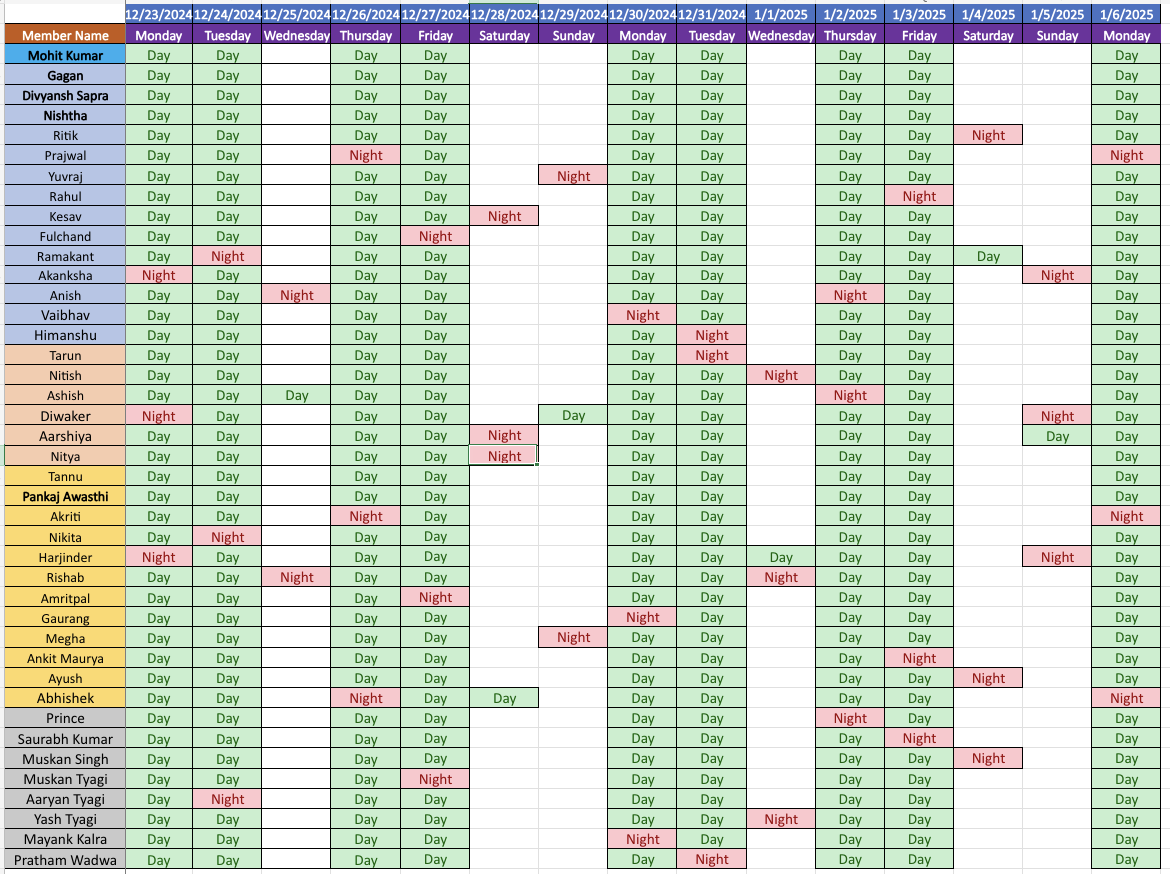 12/23/2024 12/24/2024 12/25/2024 12/26/2024 12/27/2024 12/28/2024 12/29/2024 12/30/2024 12/31/2024 1/1/2025 1/2/2025 1/3/2025 1/4/2025 1/5/2025 1/6/2025
Member Name Monday Tuesday Wednesday Thursday Friday Saturday Sunday Monday Tuesday Wednesday Thursday Friday Saturday Sunday Monday
Mohit Kumar Day Day Day Day Day Day Day Day Day
Gagan Day Day Day Day Day Day Day Day Day
Divyansh Sapra Day Day Day Day Day Day Day Day Day
Nishtha Day Day Day Day Day Day Day Day Day
Ritik Day Day Day Day Day Day Day Day Night Day
Prajwal Day Day Night Day Day Day Day Day Night
Yuvraj Day Day Day Day Night Day Day Day Day Day
Rahul Day Day Day Day Day Day Day Night Day
Kesav Day Day Day Day Night Day Day Day Day Day
Fulchand Day Day Day Night Day Day Day Day Day
Ramakant Day Night Day Day Day Day Day Day Day Day
Akanksha Night Day Day Day Day Day Day Day Night Day
Anish Day Day Night Day Day Day Day Night Day Day
Vaibhav Day Day Day Day Night Day Day Day Day
Himanshu Day Day Day Day Day Night Day Day Day
Tarun Day Day Day Day Day Night Day Day Day
Nitish Day Day Day Day Day Day Night Day Day Day
Ashish Day Day Day Day Day Day Day Night Day Day
Diwaker Night Day Day Day Day Day Day Day Day Night Day
Aarshiya Day Day Day Day Night Day Day Day Day Day Day
Nitya Day Day Day Day Night Day Day Day Day Day
Tannu Day Day Day Day Day Day Day Day Day
Pankaj Awasthi Day Day Day Day Day Day Day Day Day
Akriti Day Day Night Day Day Day Day Day Night
Nikita Day Night Day Day Day Day Day Day Day
Harjinder Night Day Day Day Day Day Day Day Day Night Day
Rishab Day Day Night Day Day Day Day Night Day Day Day
Amritpal Day Day Day Night Day Day Day Day Day
Gaurang Day Day Day Day Night Day Day Day Day
Megha Day Day Day Day Night Day Day Day Day Day
Ankit Maurya Day Day Day Day Day Day Day Night Day
Ayush Day Day Day Day Day Day Day Day Night Day
Abhishek Day Day Night Day Day Day Day Day Day Night
Prince Day Day Day Day Day Day Night Day Day
Saurabh Kumar Day Day Day Day Day Day Day Night Day
Muskan Singh Day Day Day Day Day Day Day Day Night Day
Muskan Tyagi Day Day Day Night Day Day Day Day Day
Aaryan Tyagi Day Night Day Day Day Day Day Day Day
Yash Tyagi Day Day Day Day Day Day Night Day Day Day
Mayank Kalra Day Day Day Day Night Day Day Day Day
Pratham Wadwa Day Day Day Day Day Night Day Day Day